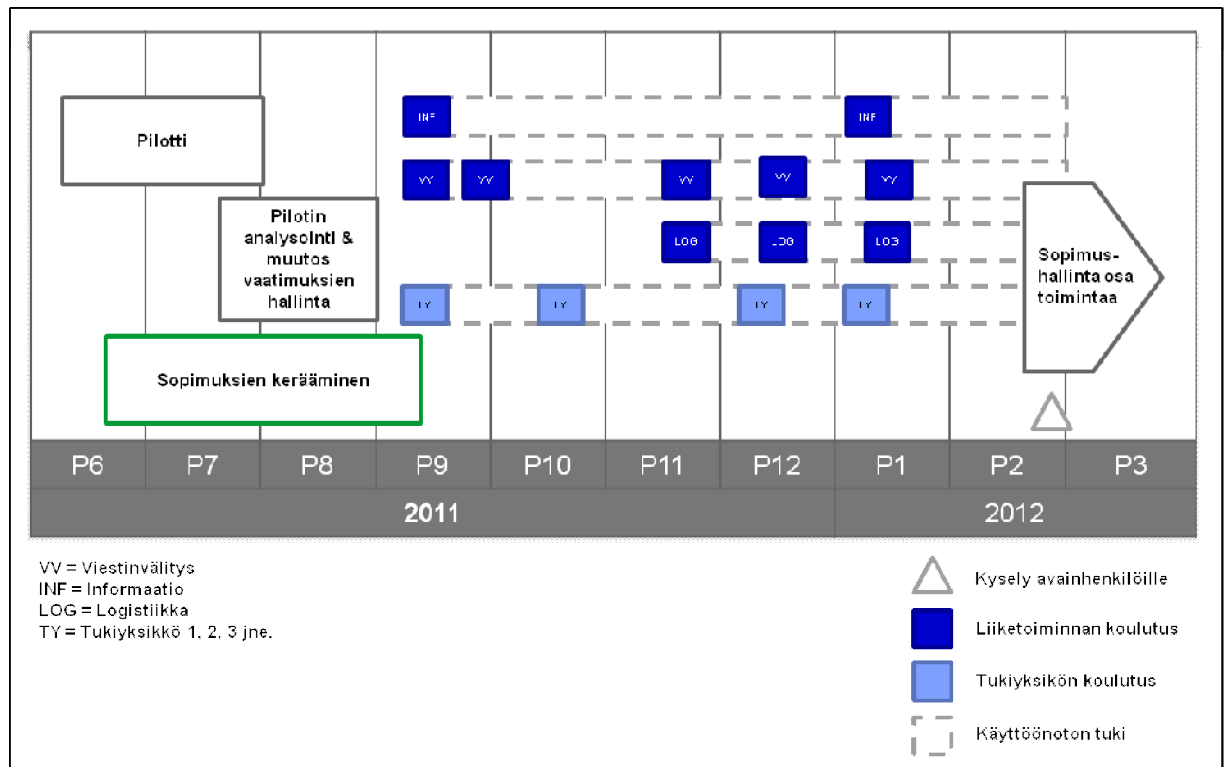 Pilotti
INF
INF
VV
VV
VV
VV
VV
Pilotin
analysointi &
muutos
vaatimuksien
hallinta
LOG
LOG
LOG
Sopimus-
hallinta osa
toimintaa
TY
TY
TY
TY
Sopimuksien kerääminen
P6 P7 P8 P9 P10 P11 P12 P1 P2 P3
2011 2012
VV = Viestinvälitys
INF = Informaatio
LOG = Logistiikka
TY = Tukiyksikkö 1, 2, 3 jne.
Kysely avainhenkilöille
Liiketoiminnan koulutus
Tukiyksikön koulutus
Käyttöönoton tuki